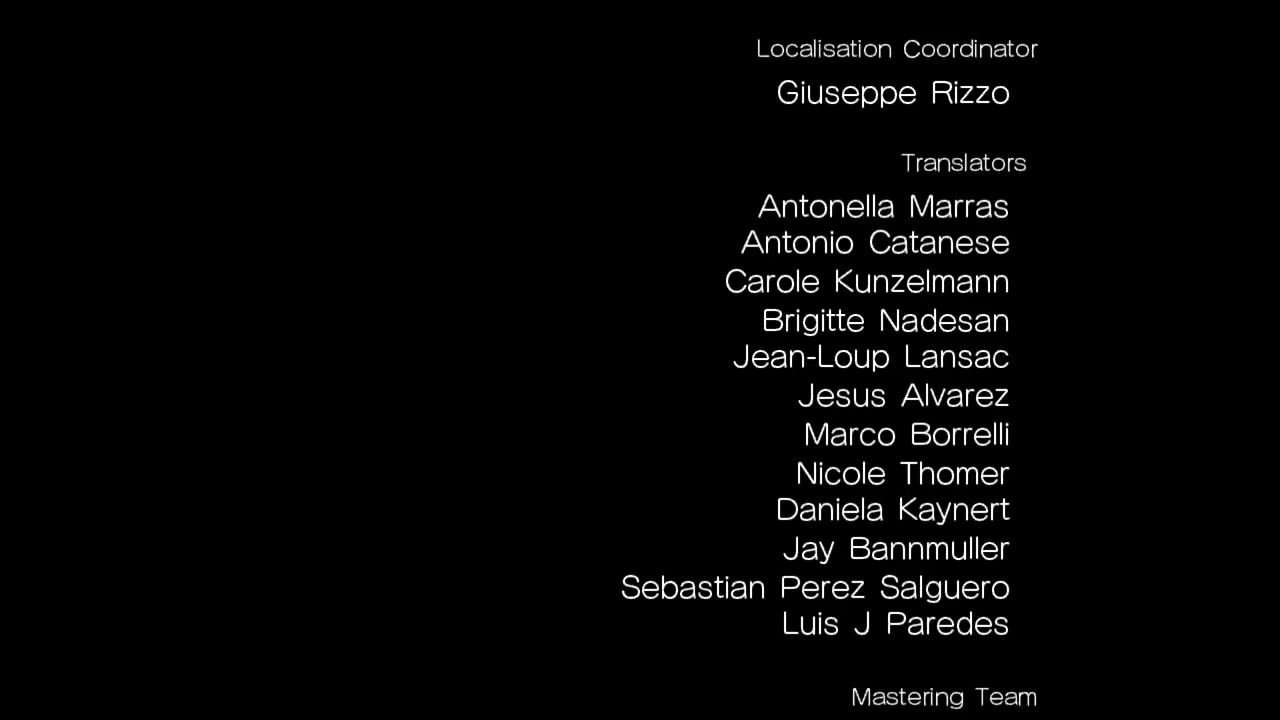 Localisation Coordinator
Giuseppe Rizzo
Translators
Antonella Marras
Antonio Catanese
Carole Kunzelmann
Brigitte Nadesan
Jean-Loup Lansac
Jesus Alvarez
Marco Borrelli
Nicole Thomer
Daniela Kaynert
Jay Bannmuller
Sebastian Perez Salguero
Luis J Paredes
Mastering Team